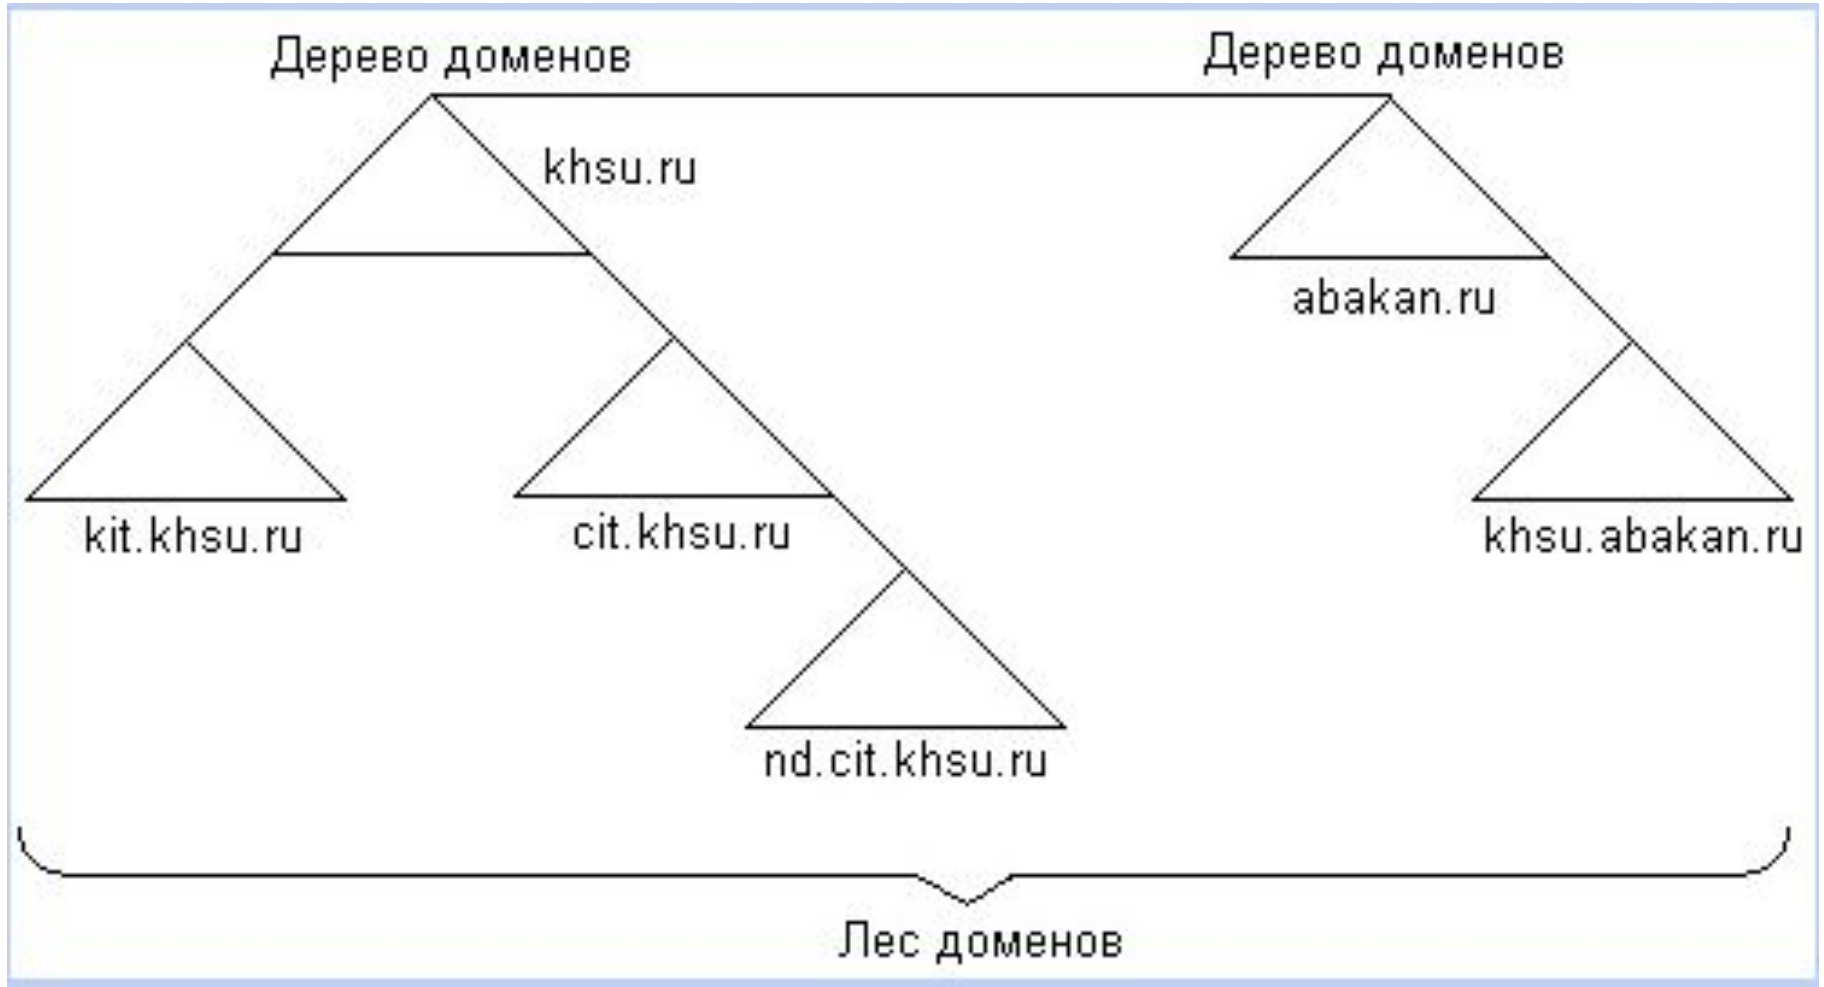 Дерево доменов
Дерево доменов
khsu.ru
abakan.ru
kit.khsu.ru
cit.khsu.ru
khsu.abakan.ru
nd.cit.khsu.ru
Лес доменов